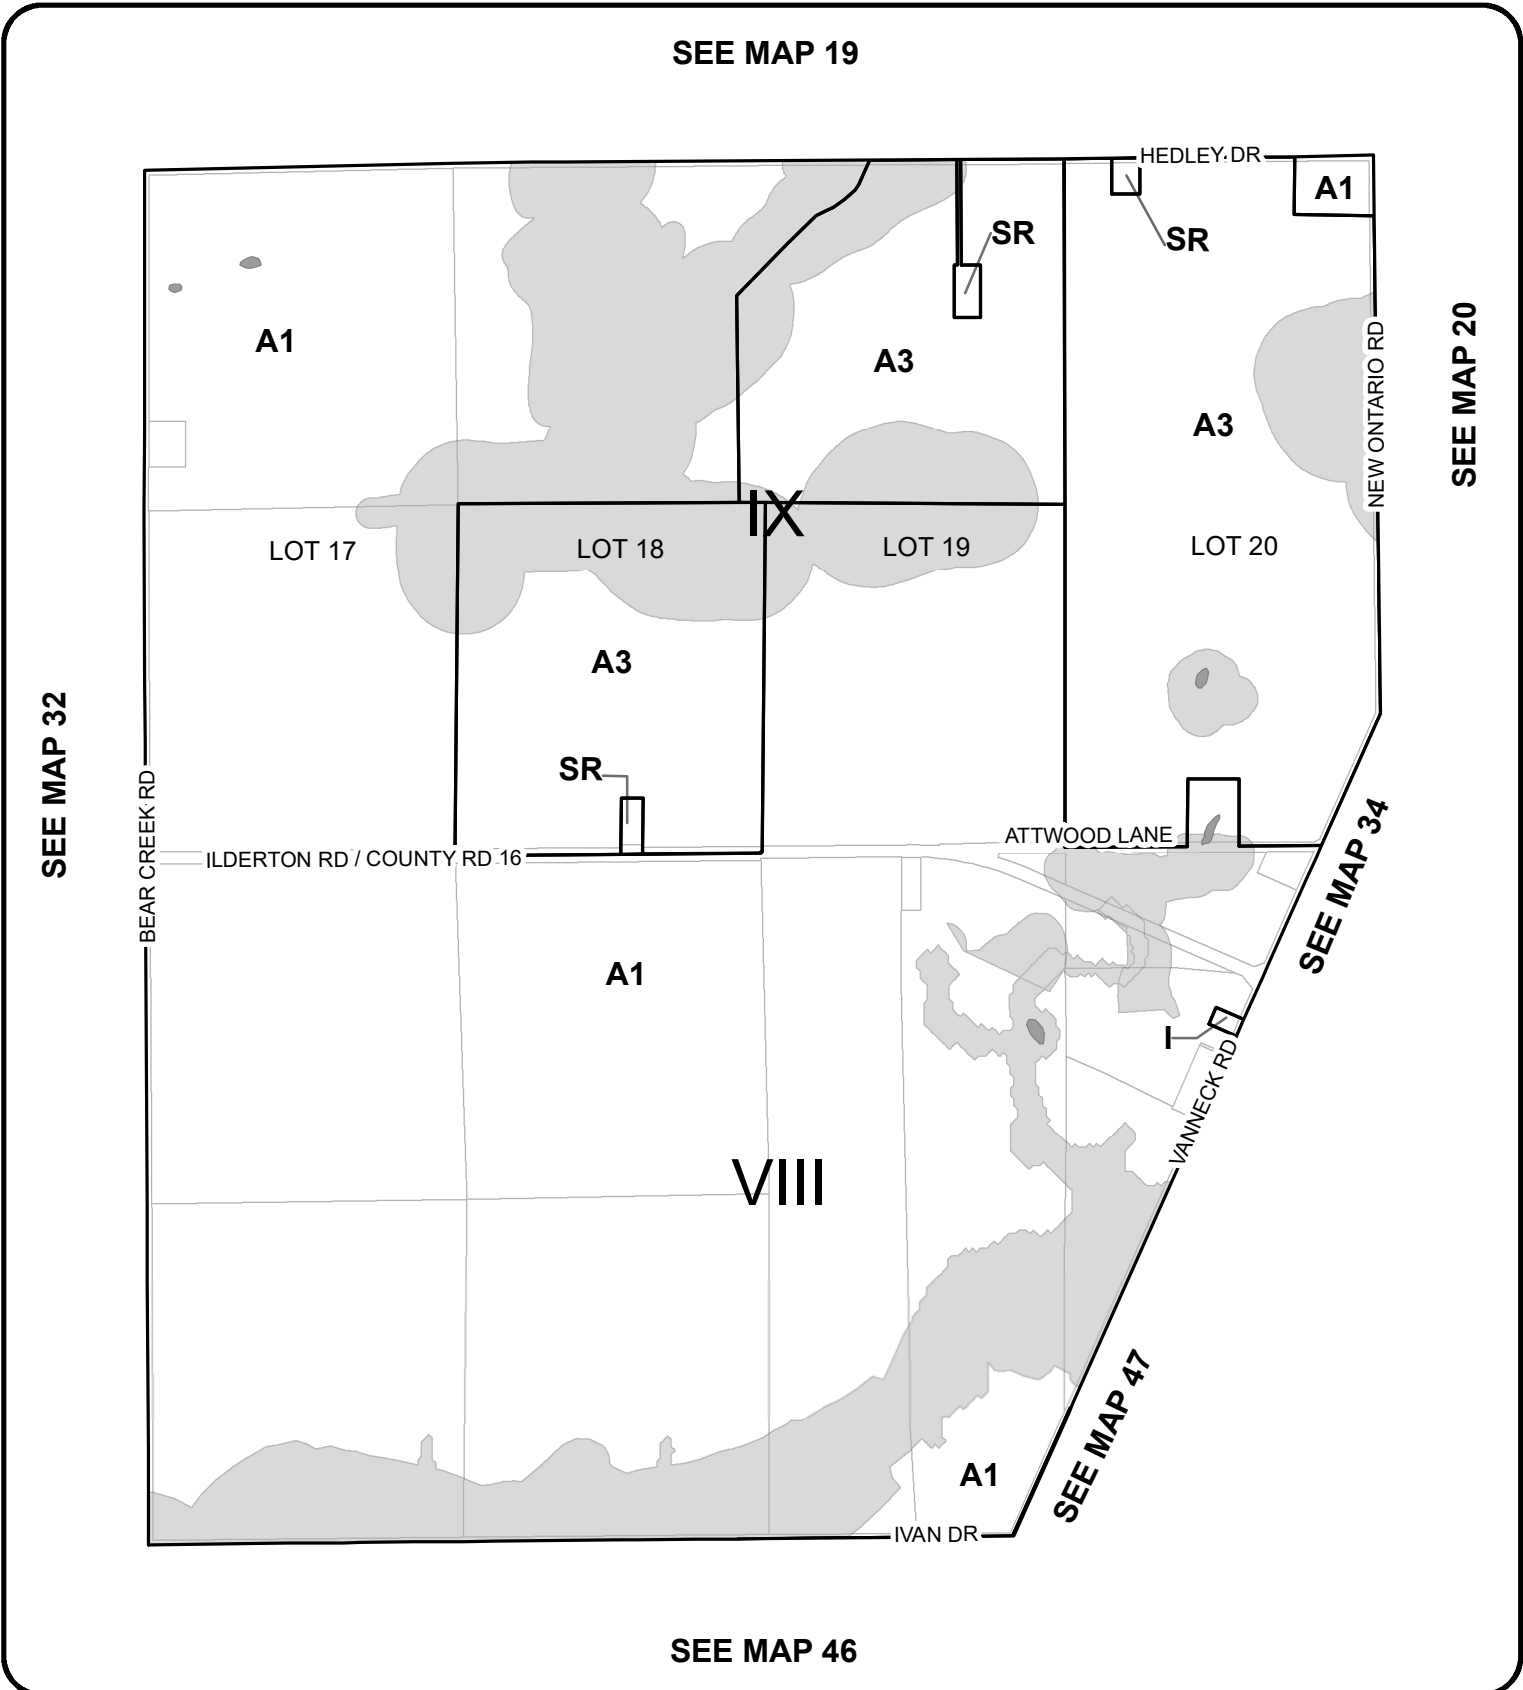 SEE MAP 19
HEDLEY DR
A1
SR
SR
A1
A3
A3
SEE MAP 20
NEW ONTARIO RD
IX
LOT 17
LOT 18
LOT 19
LOT 20
A3
SR
SEE MAP 32
BEAR CREEK RD
ILDERTON RD / COUNTY RD 16
ATTWOOD LANE
SEE MAP 34
A1
I
VANNECK RD
VIII
SEE MAP 47
A1
IVAN DR
SEE MAP 46